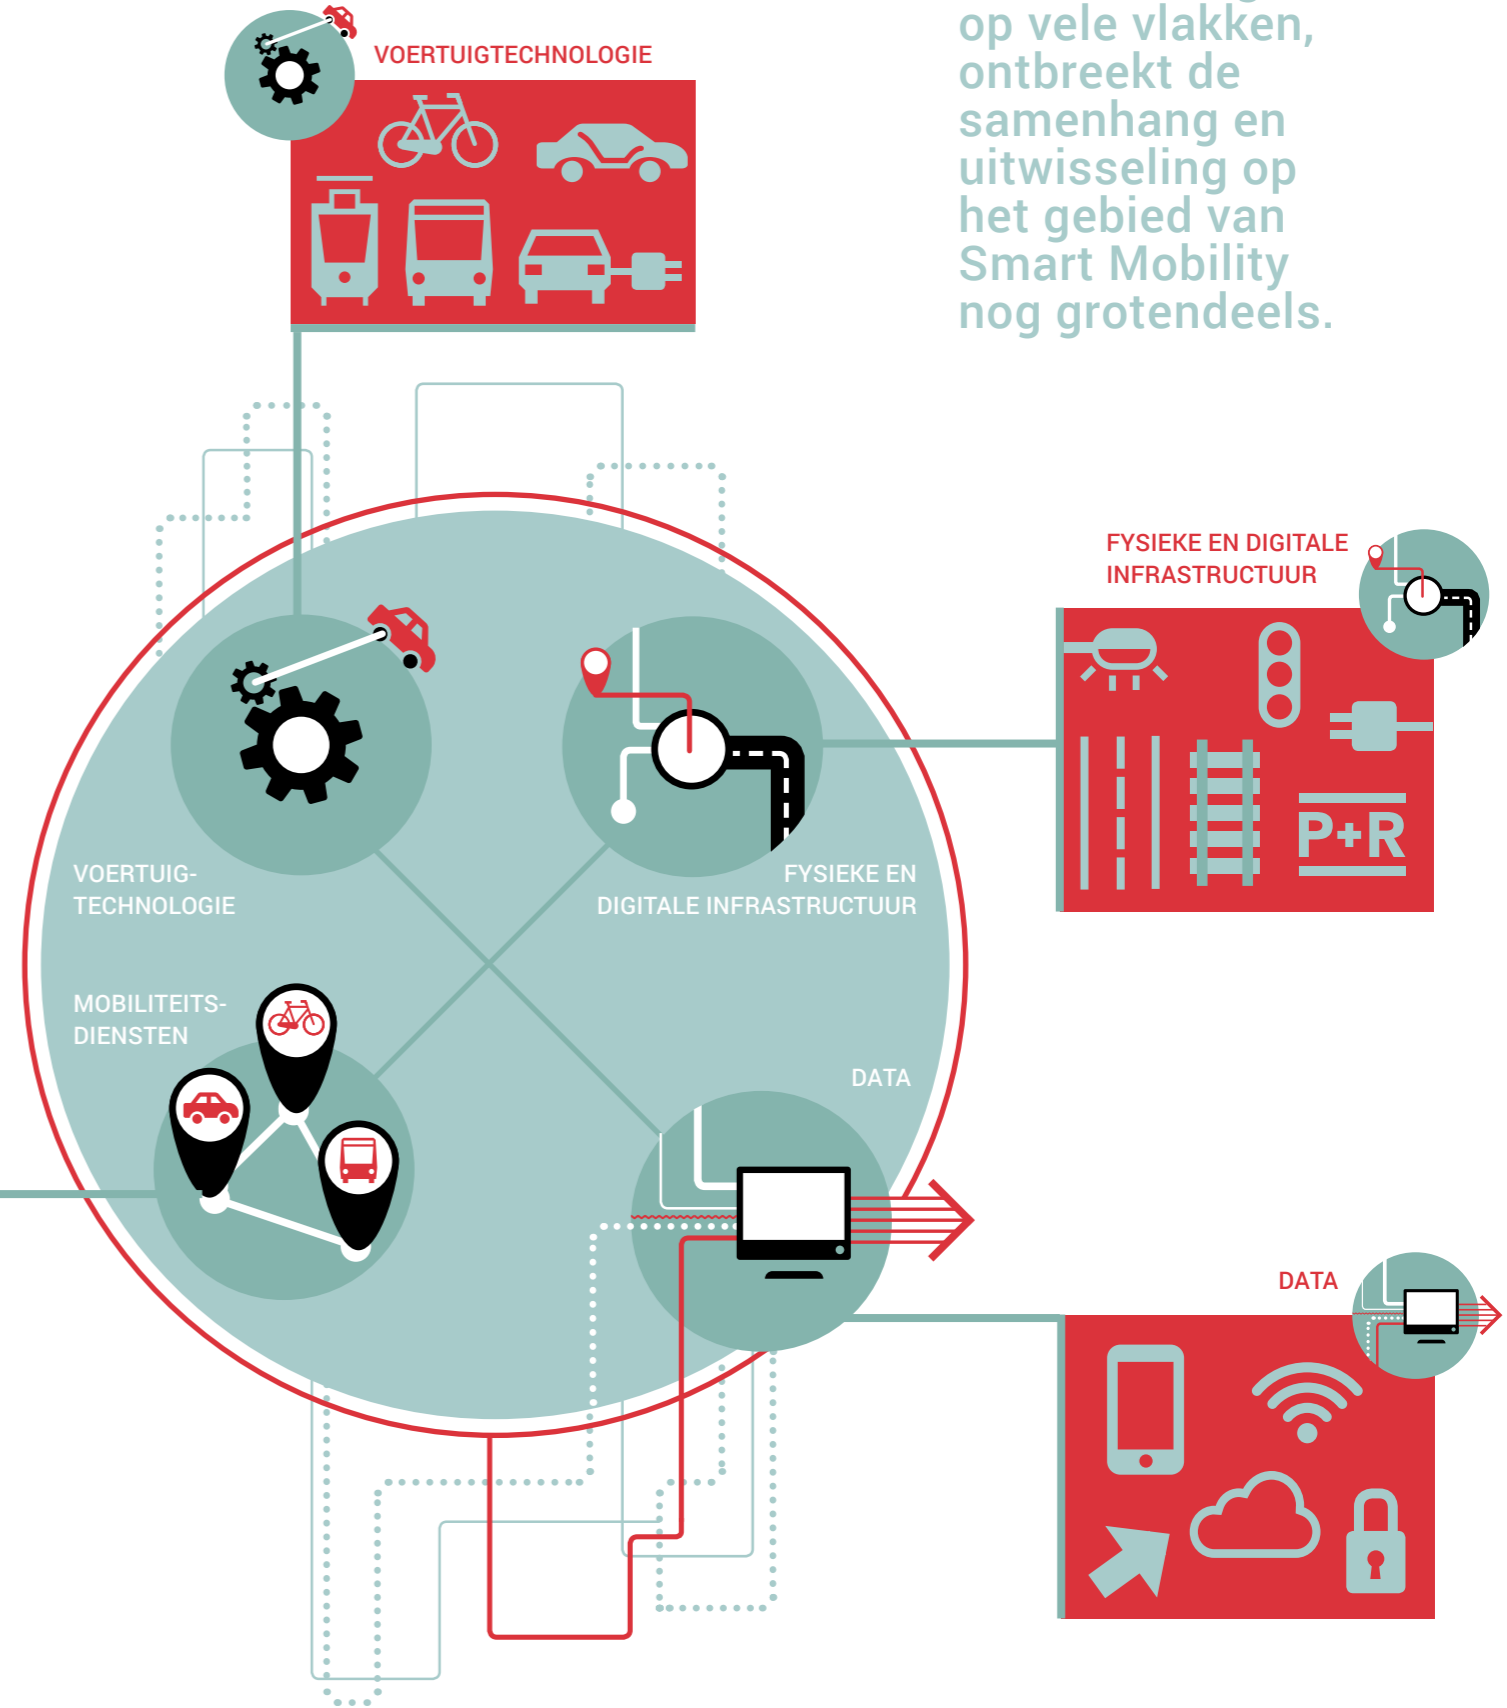 op vele vlakken,
ontbreekt de
samenhang en
uitwisseling op
het gebied van
Smart Mobility
nog grotendeels.
VOERTUIGTECHNOLOGIE
FYSIEKE EN DIGITALE
INFRASTRUCTUUR
P+R
VOERTUIG-
TECHNOLOGIE
FYSIEKE EN
DIGITALE INFRASTRUCTUUR
MOBILITEITS-
DIENSTEN
DATA
DATA